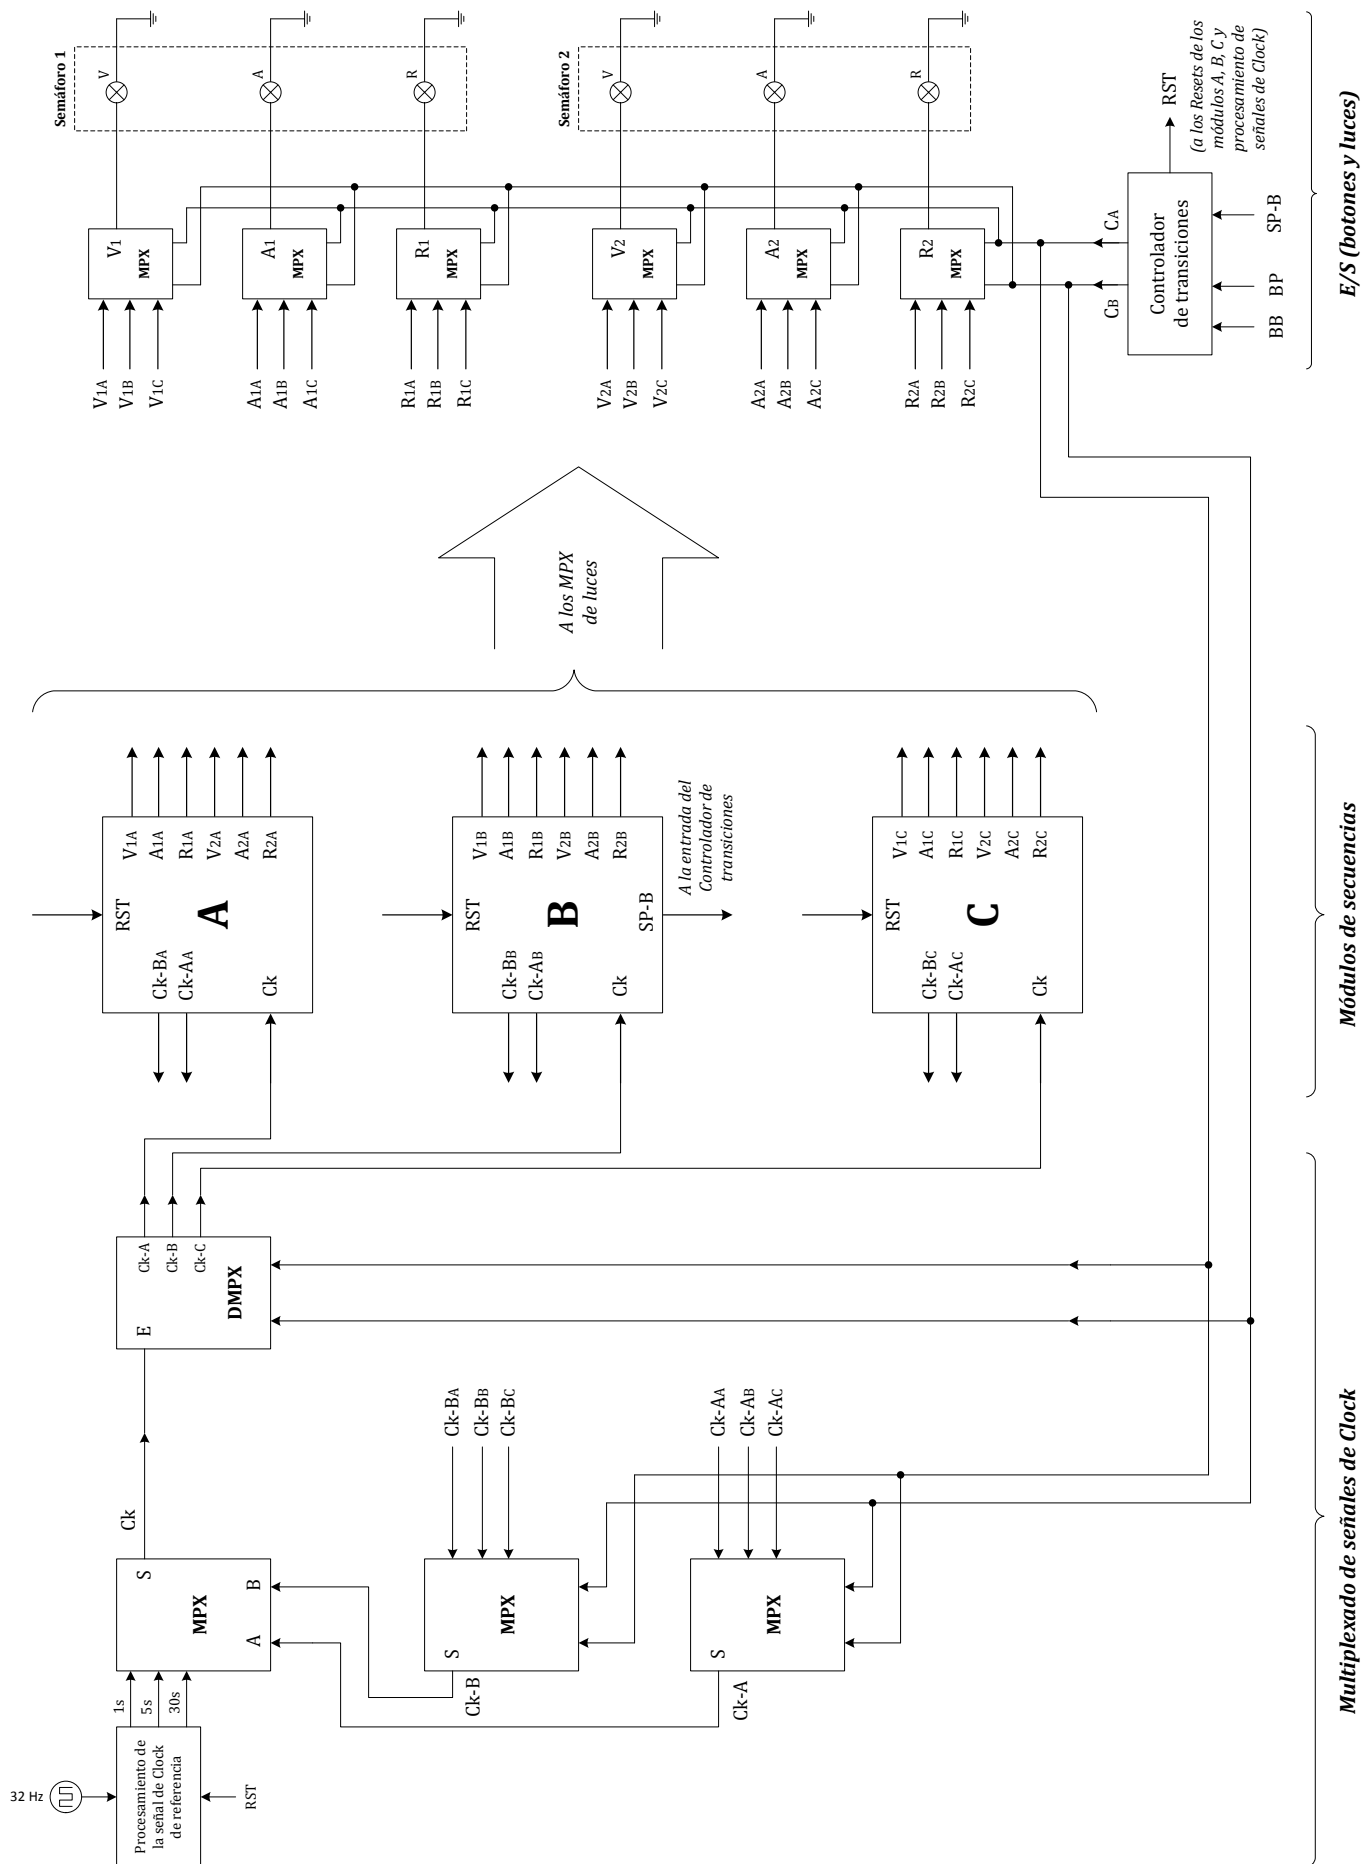 32 Hz
Procesamiento de
la señal de Clock
de referencia
RST
1s
5s
30s
MPX
S
A
B
Ck
MPX
S
Ck-B
Ck-BA
Ck-BB
Ck-BC
MPX
S
Ck-A
Ck-AA
Ck-AB
Ck-AC
E
DMPX
Ck-A
Ck-B
Ck-C
Multiplexado de señales de Clock
RST
A
Ck-BA
Ck-AA
Ck
V1A
A1A
R1A
V2A
A2A
R2A
RST
B
Ck-BB
Ck-AB
Ck
SP-B
V1B
A1B
R1B
V2B
A2B
R2B
A la entrada del
Controlador de
transiciones
RST
C
Ck-BC
Ck-AC
Ck
V1C
A1C
R1C
V2C
A2C
R2C
Módulos de secuencias
A los MPX
de luces
V1A
V1B
V1C
V1
MPX
A1A
A1B
A1C
A1
MPX
R1A
R1B
R1C
R1
MPX
V2A
V2B
V2C
V2
MPX
A2A
A2B
A2C
A2
MPX
R2A
R2B
R2C
R2
MPX
Semáforo 1
V
A
R
Semáforo 2
V
A
R
CB
CA
Controlador
de transiciones
BB
BP
SP-B
RST
(a los Resets de los
módulos A, B, C y
procesamiento de
señales de Clock)
E/S (botones y luces)